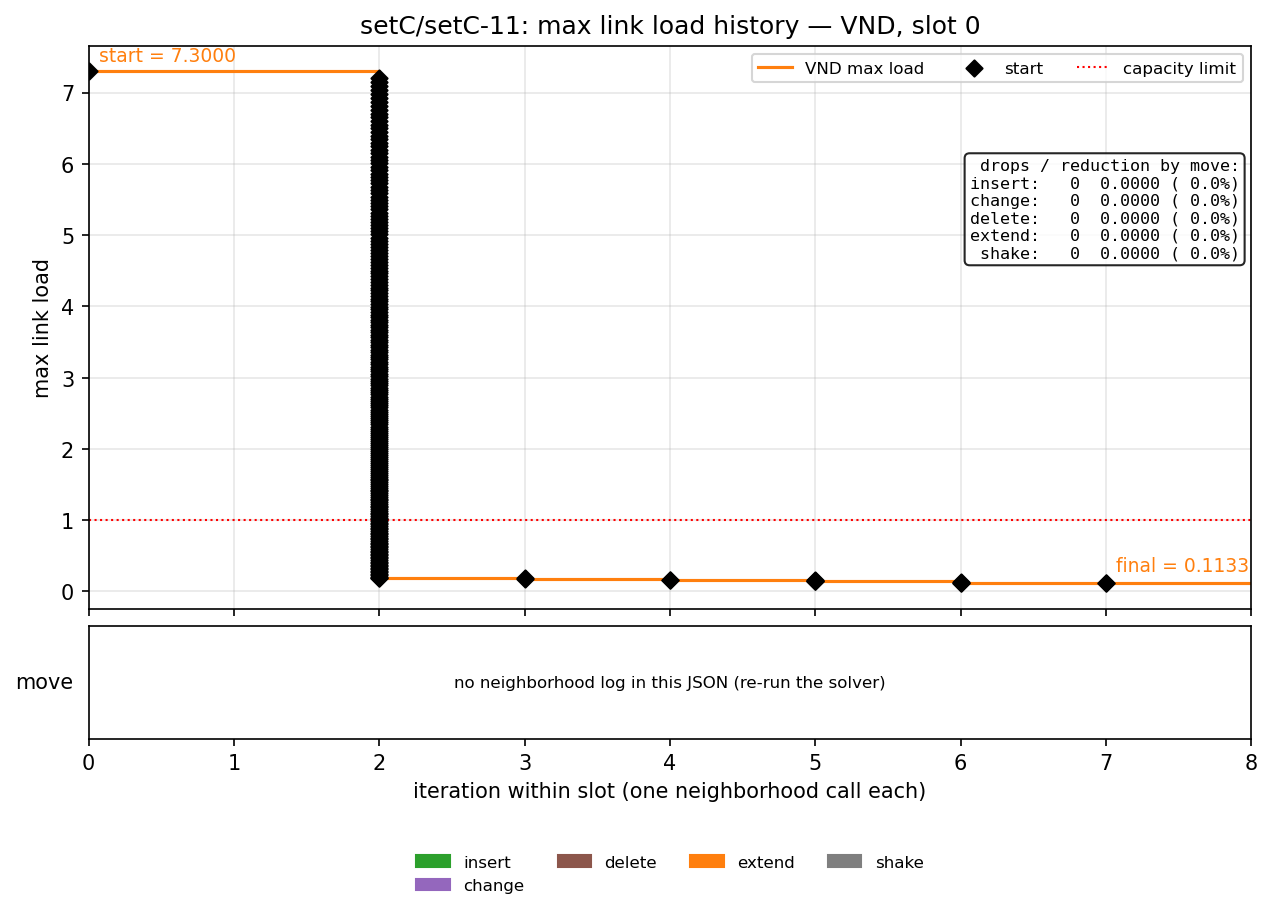 setC/setC-11: max link load history — VND, slot 0
start = 7.3000
VND max load start capacity limit
drops / reduction by move:
insert: 0 0.0000 ( 0.0%)
change: 0 0.0000 ( 0.0%)
delete: 0 0.0000 ( 0.0%)
extend: 0 0.0000 ( 0.0%)
shake: 0 0.0000 ( 0.0%)
7
6
5
4
3
2
1
0
max link load
final = 0.1133
move
no neighborhood log in this JSON (re-run the solver)
0 1 2 3 4 5 6 7 8
iteration within slot (one neighborhood call each)
insert delete extend shake
change